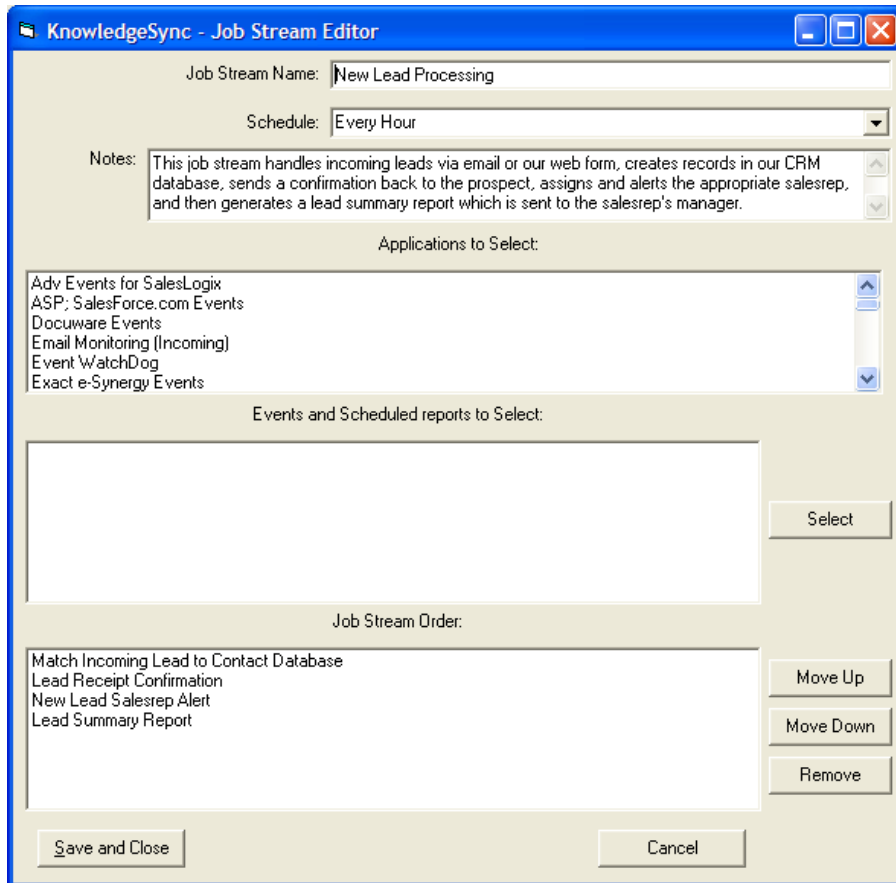 KnowledgeSync - Job Stream Editor
Job Stream Name: New Lead Processing
Schedule: Every Hour
Notes: This job stream handles incoming leads via email or our web form, creates records in our CRM
database, sends a confirmation back to the prospect, assigns and alerts the appropriate salesrep,
and then generates a lead summary report which is sent to the salesrep's manager.
Applications to Select:
Adv Events for SalesLogix
ASP; SalesForce.com Events
Docuware Events
Email Monitoring (Incoming)
Event WatchDog
Exact e-Synergy Events
Events and Scheduled reports to Select:
Select
Job Stream Order:
Match Incoming Lead to Contact Database
Lead Receipt Confirmation
New Lead Salesrep Alert
Lead Summary Report
Move Up
Move Down
Remove
Save and Close
Cancel